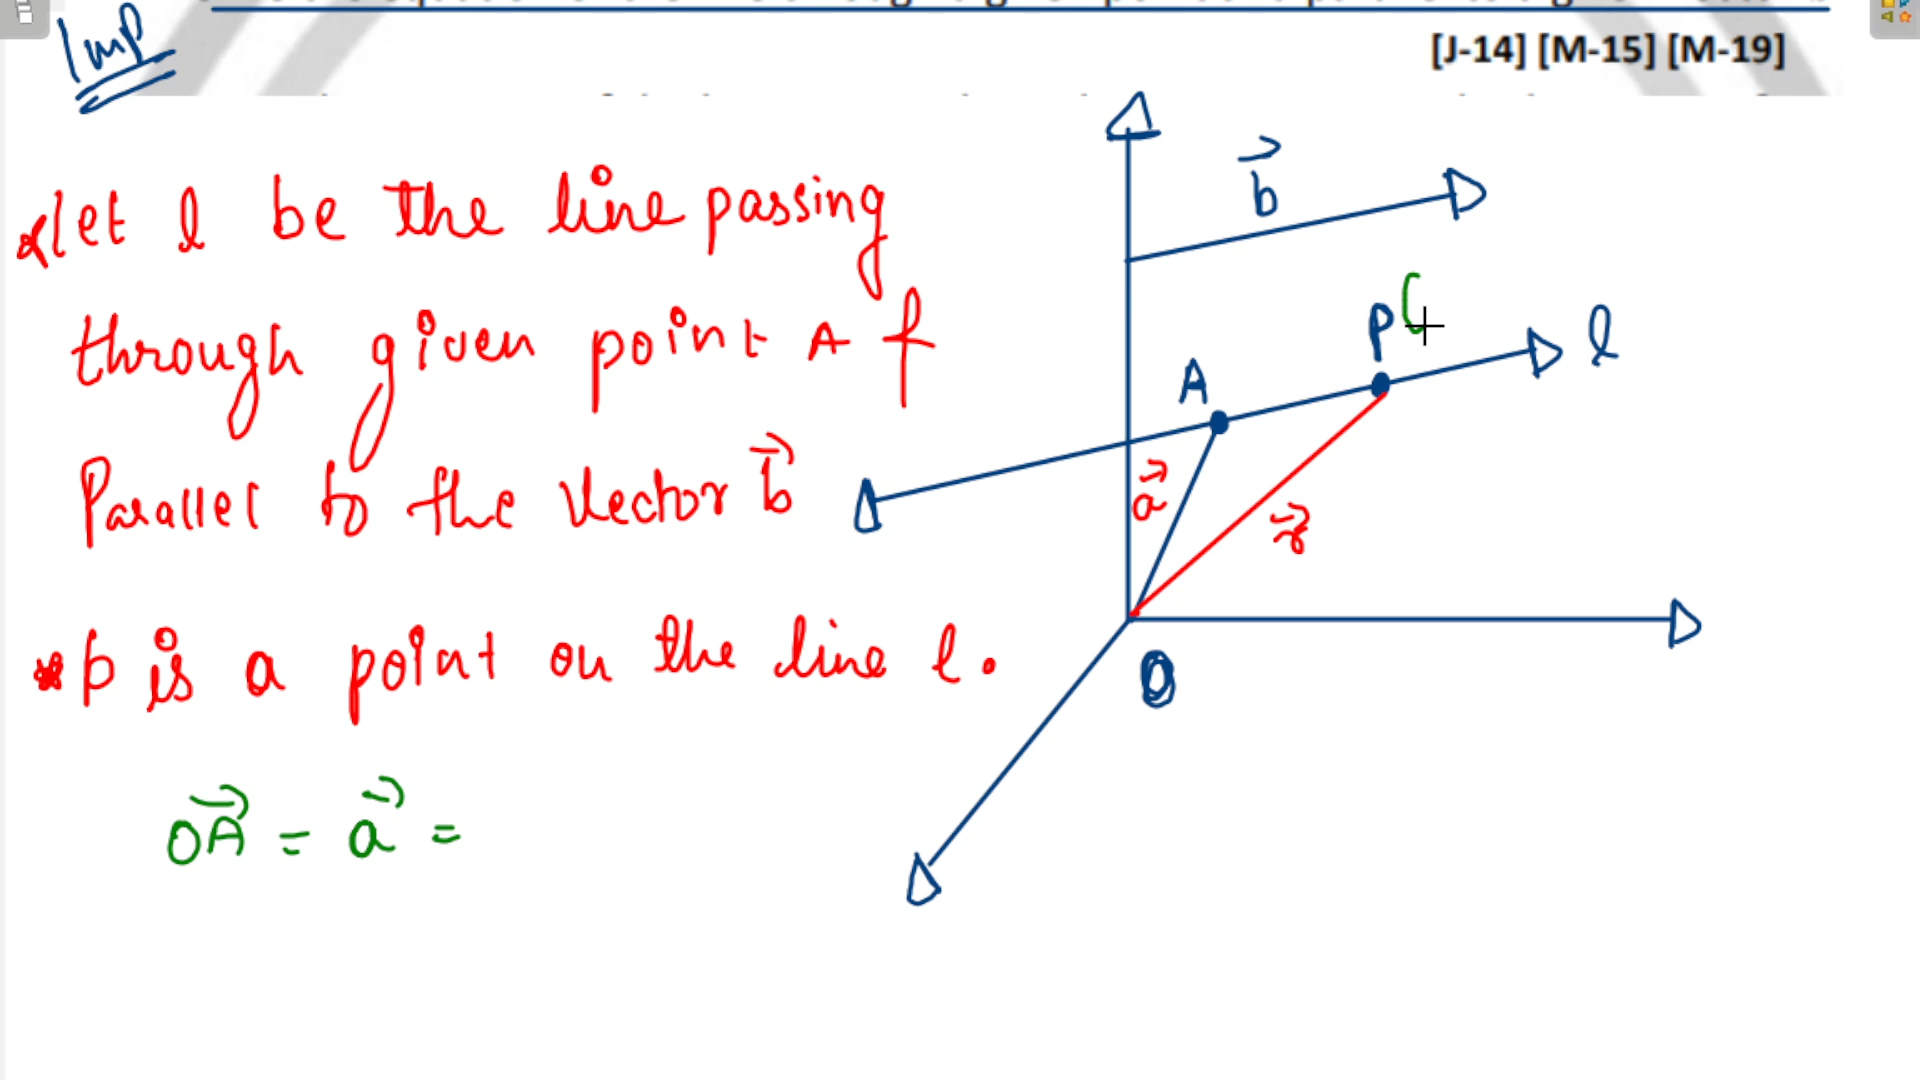 Imp
[J-14] [M-15] [M-19]
let l be the line passing
through given point A &
Parallel to the vector b⃗
* p is a point on the line l.
OA⃗ = a⃗ =
b⃗
P(
l
A
a⃗
r⃗
O